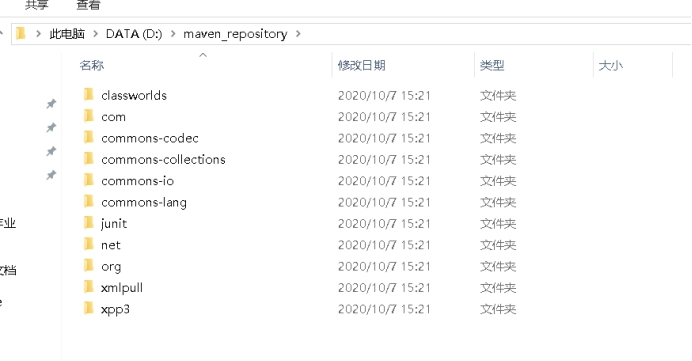 共享 查看
此电脑 > DATA (D:) > maven_repository >
名称 修改日期 类型 大小
classworlds 2020/10/7 15:21 文件夹
com 2020/10/7 15:21 文件夹
commons-codec 2020/10/7 15:21 文件夹
commons-collections 2020/10/7 15:21 文件夹
commons-io 2020/10/7 15:21 文件夹
commons-lang 2020/10/7 15:21 文件夹
junit 2020/10/7 15:21 文件夹
作业
net 2020/10/7 15:21 文件夹
org 2020/10/7 15:21 文件夹
文档
xmlpull 2020/10/7 15:21 文件夹
e
xpp3 2020/10/7 15:21 文件夹